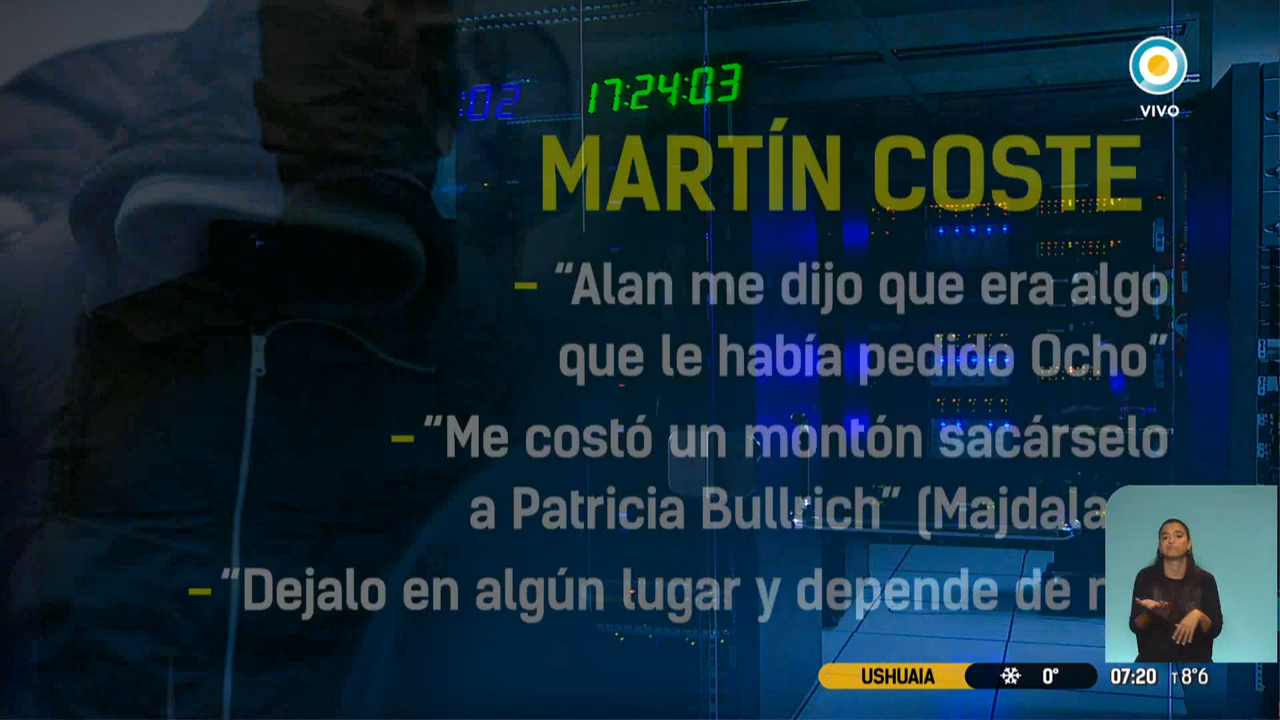 VIVO
:02 17:24:03
MARTÍN COSTE
– “Alan me dijo que era algo
que le había pedido Ocho”
– “Me costó un montón sacárselo
a Patricia Bullrich” (Majdala
– “Dejalo en algún lugar y depende de
USHUAIA 0° 07:20 T 8°6